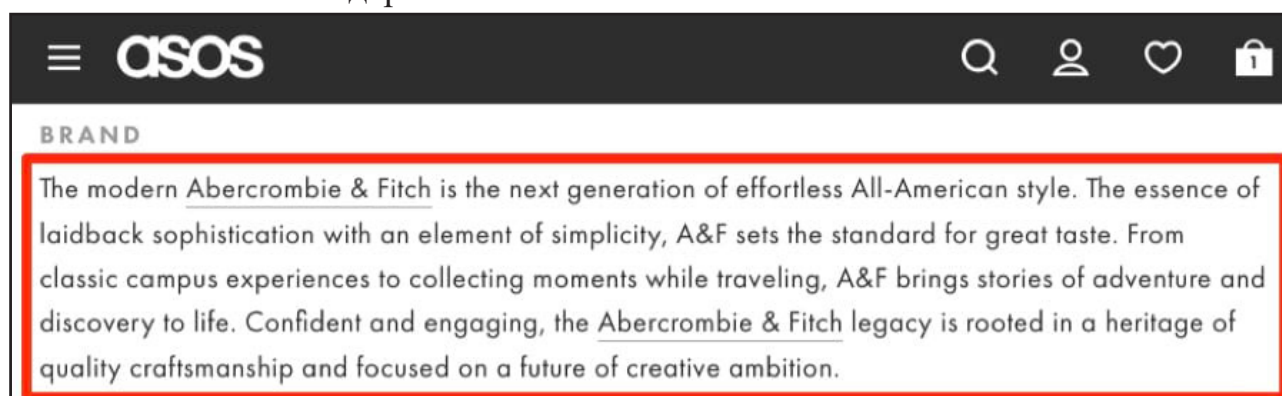 asos
1
BRAND
The modern Abercrombie & Fitch is the next generation of effortless All-American style. The essence of
laidback sophistication with an element of simplicity, A&F sets the standard for great taste. From
classic campus experiences to collecting moments while traveling, A&F brings stories of adventure and
discovery to life. Confident and engaging, the Abercrombie & Fitch legacy is rooted in a heritage of
quality craftsmanship and focused on a future of creative ambition.